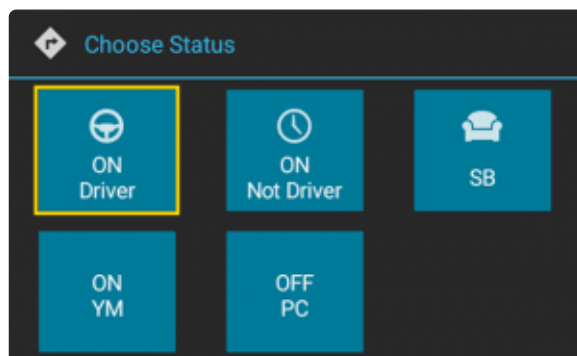 Choose Status
ON
Driver
ON
Not Driver
SB
ON
YM
OFF
PC